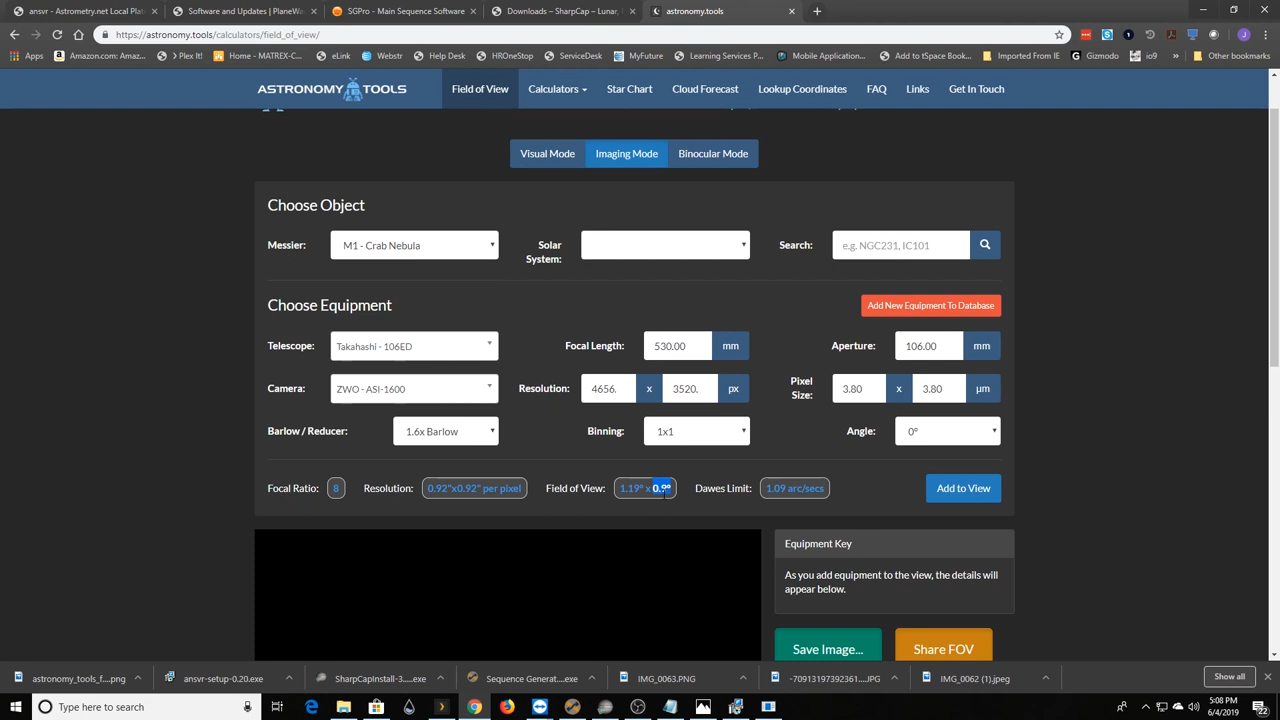 ansvr - Astrometry.net Local Plat
Software and Updates | PlaneWa
SGPro - Main Sequence Software
Downloads – SharpCap – Lunar,
astronomy.tools
https://astronomy.tools/calculators/field_of_view/
Apps
Amazon.com: Amaz...
> Plex It!
Home – MATREX-C...
eLink
Webstr
Help Desk
HROneStop
ServiceDesk
MyFuture
Learning Services P...
Mobile Application...
Add to tSpace Book...
Imported From IE
Gizmodo
io9
»
Other bookmarks
ASTRONOMY TOOLS
Field of View
Calculators
Star Chart
Cloud Forecast
Lookup Coordinates
FAQ
Links
Get In Touch
Visual Mode
Imaging Mode
Binocular Mode
Choose Object
Messier:
M1 - Crab Nebula
Solar
System:
Search:
e.g. NGC231, IC101
Choose Equipment
Add New Equipment To Database
Telescope:
Takahashi - 106ED
Focal Length:
530.00
mm
Aperture:
106.00
mm
Camera:
ZWO - ASI-1600
Resolution:
4656.
x
3520.
px
Pixel
Size:
3.80
x
3.80
µm
Barlow / Reducer:
1.6x Barlow
Binning:
1x1
Angle:
0°
Focal Ratio:
8
Resolution:
0.92"x0.92" per pixel
Field of View:
1.19° x 0.9°
Dawes Limit:
1.09 arc/secs
Add to View
Equipment Key
As you add equipment to the view, the details will
appear below.
Save Image...
Share FOV
astronomy_tools_f....png
ansvr-setup-0.20.exe
SharpCapInstall-3....exe
Sequence Generat...exe
IMG_0063.PNG
-70913197392361....JPG
IMG_0062 (1).jpeg
Show all
Type here to search
5:08 PM
6/4/2019
22